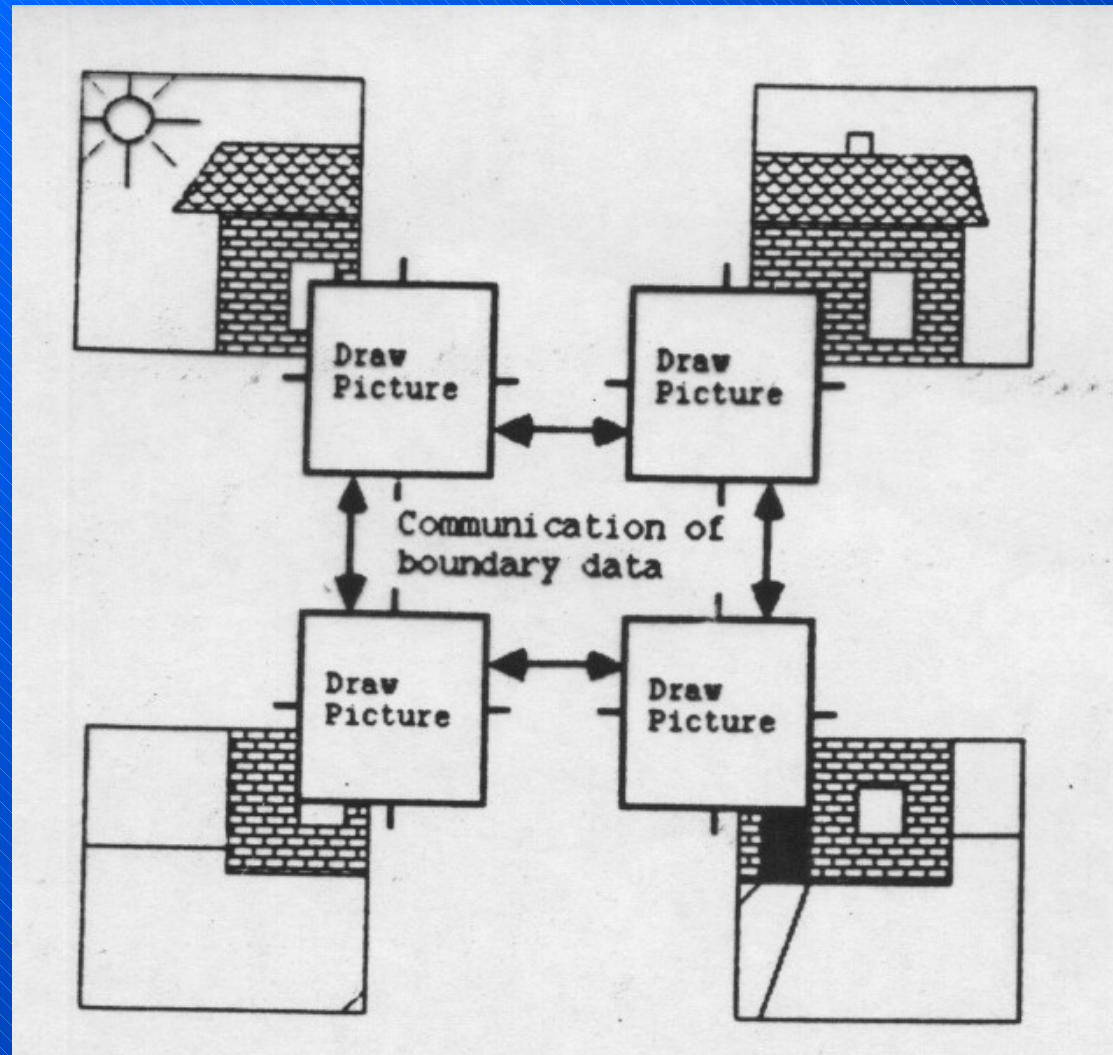 Draw
Picture
Draw
Picture
Communication of
boundary data
Draw
Picture
Draw
Picture